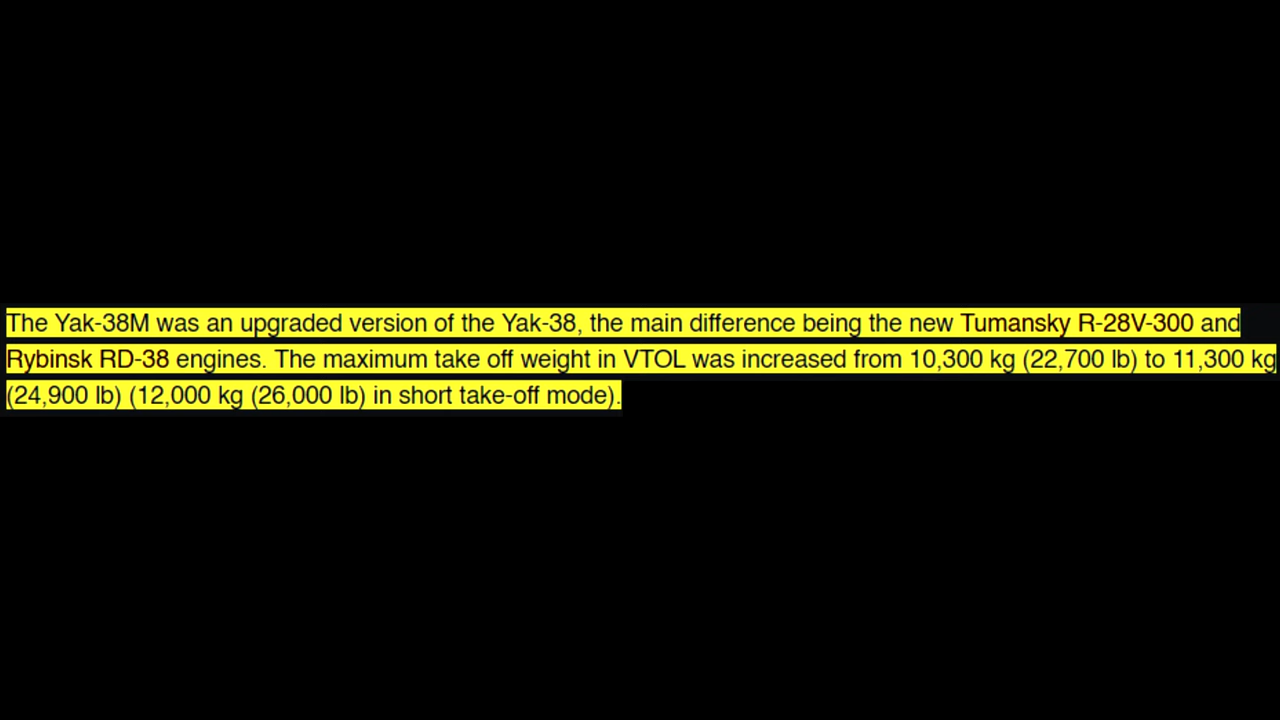 The Yak-38M was an upgraded version of the Yak-38, the main difference being the new Tumansky R-28V-300 and
Rybinsk RD-38 engines. The maximum take off weight in VTOL was increased from 10,300 kg (22,700 lb) to 11,300 kg
(24,900 lb) (12,000 kg (26,000 lb) in short take-off mode).